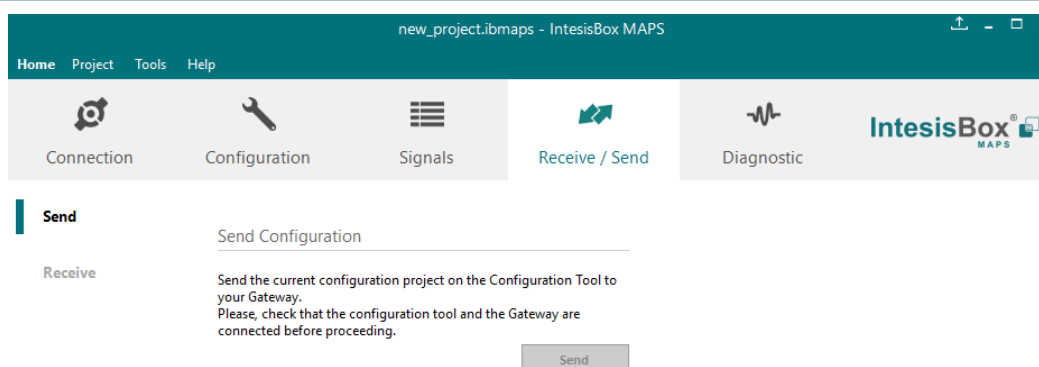 new_project.ibmaps - IntesisBox MAPS
Home Project Tools Help
Connection Configuration Signals Receive / Send Diagnostic IntesisBox® MAPS
Send
Send Configuration
Receive
Send the current configuration project on the Configuration Tool to
your Gateway.
Please, check that the configuration tool and the Gateway are
connected before proceeding.
Send